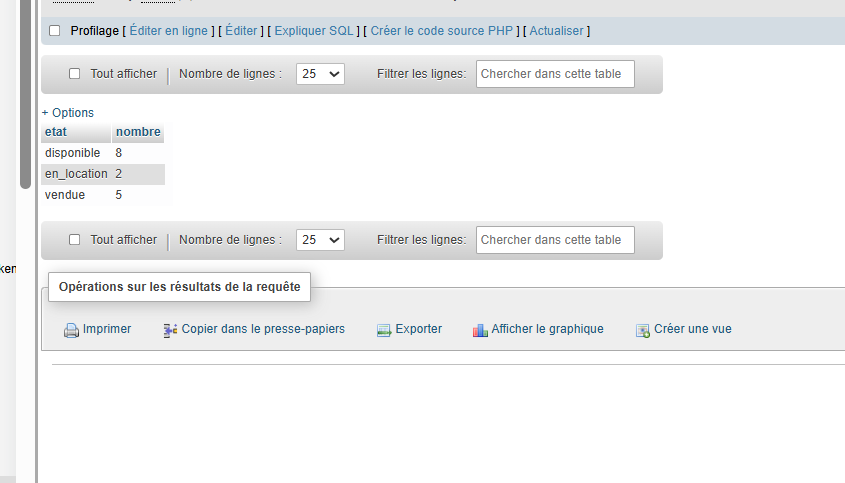 Profilage [ Éditer en ligne ] [ Éditer ] [ Expliquer SQL ] [ Créer le code source PHP ] [ Actualiser ]
Tout afficher Nombre de lignes : 25 Filtrer les lignes: Chercher dans cette table
+ Options
etat nombre
disponible 8
en_location 2
vendue 5
Tout afficher Nombre de lignes : 25 Filtrer les lignes: Chercher dans cette table
Opérations sur les résultats de la requête
Imprimer Copier dans le presse-papiers Exporter Afficher le graphique Créer une vue